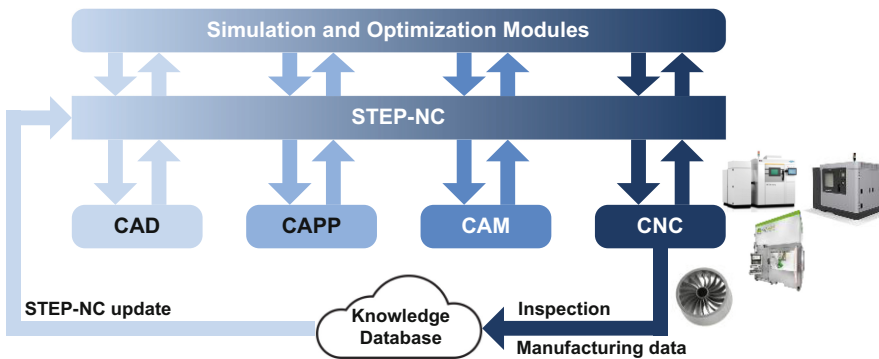 Simulation and Optimization Modules
STEP-NC
CAD
CAPP
CAM
CNC
STEP-NC update
Knowledge
Database
Inspection
Manufacturing data